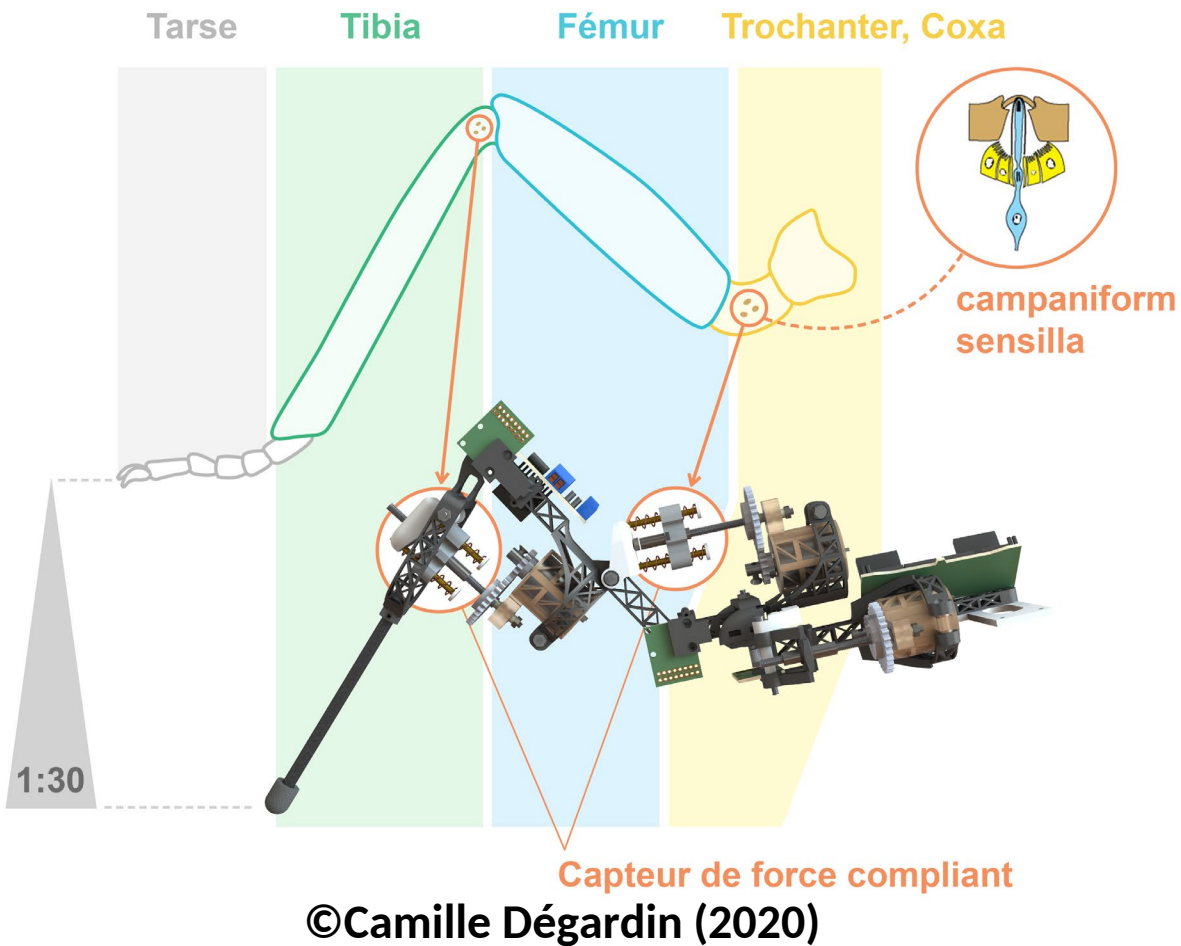 Tarse
Tibia
Fémur
Trochanter, Coxa
campaniform
sensilla
1:30
Capteur de force compliant
©Camille Dégardin (2020)